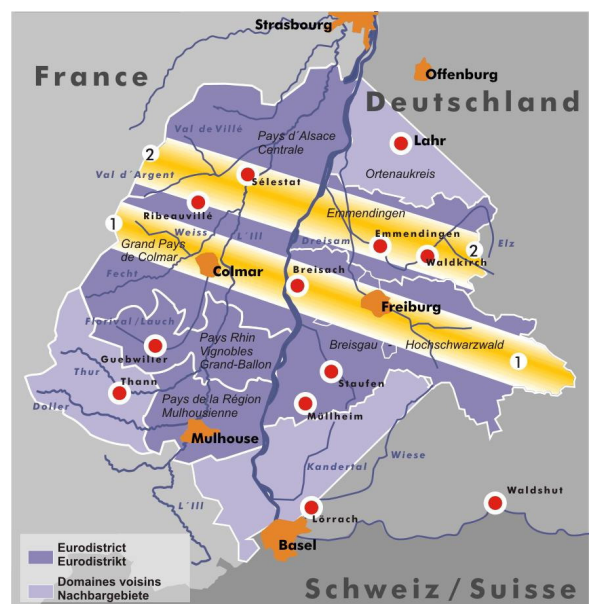 Strasbourg
France
Offenburg
Deutschland
Val de Villé
Pays d´Alsace
Centrale
Lahr
2
Val d'Argent
Ortenaukreis
Sélestat
Ribeauvillé
Emmendingen
1
Weiss
L´Ill
Dreisam
Emmendingen
2
Elz
Grand Pays
de Colmar
Waldkirch
Fecht
Colmar
Breisach
Freiburg
Florival/Lauch
Pays Rhin
Vignobles
Grand-Ballon
Breisgau - Hochschwarzwald
Guebwiller
1
Thur
Thann
Staufen
Doller
Pays de la Région
Mulhousienne
Müllheim
Mulhouse
Kandertal
Wiese
Waldshut
L´Ill
Lörrach
Basel
Eurodistrict
Eurodistrikt
Domaines voisins
Nachbargebiete
Schweiz / Suisse